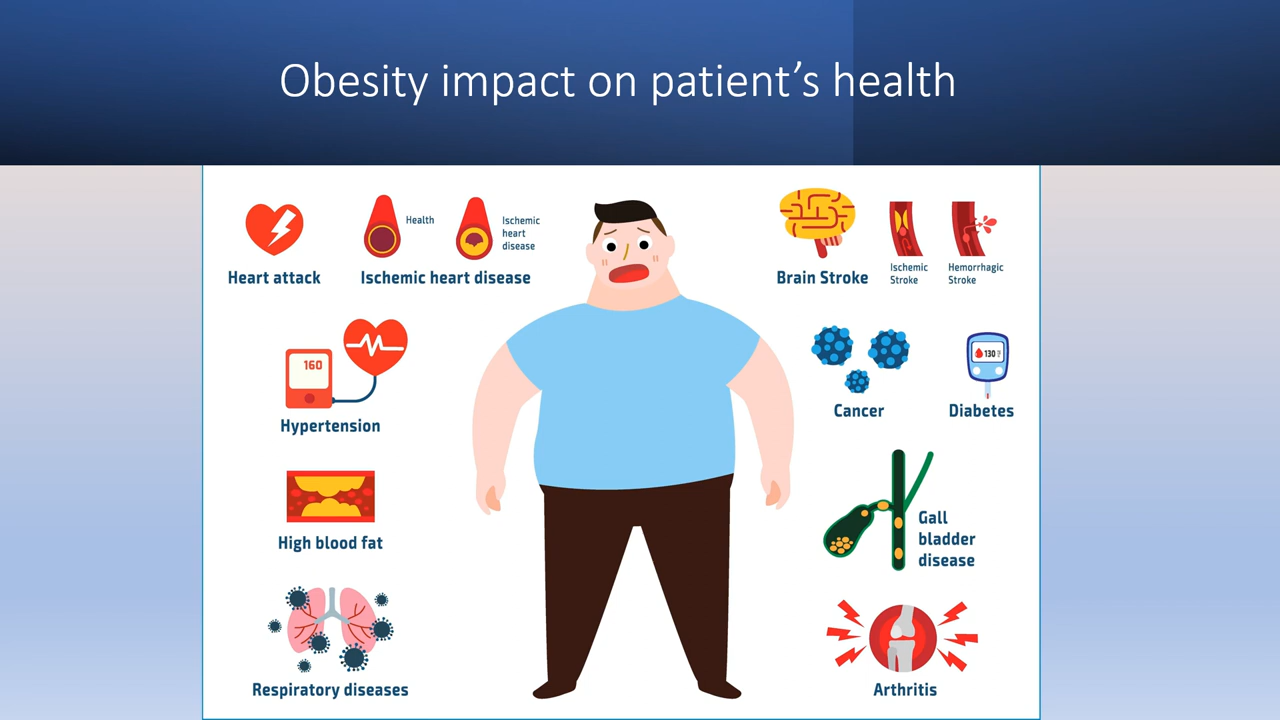 Obesity impact on patient’s health
Health
Ischemic
heart
disease
Heart attack
Ischemic heart disease
Ischemic
Stroke
Hemorrhagic
Stroke
Brain Stroke
160
Hypertension
130
Cancer
Diabetes
High blood fat
Gall
bladder
disease
Respiratory diseases
Arthritis